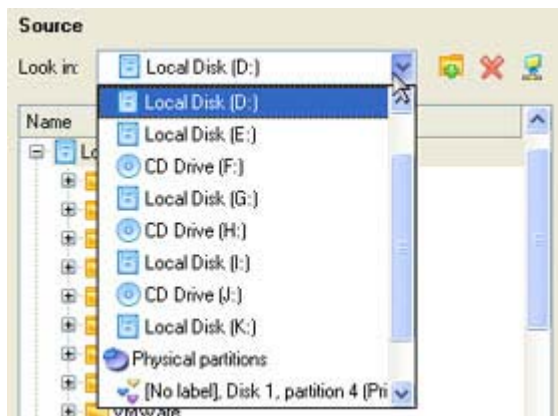 Source
Look in: Local Disk (D:)
Local Disk (D:)
Name
Local Disk (E:)
CD Drive (F:)
Local Disk (G:)
CD Drive (H:)
Local Disk (I:)
CD Drive (J:)
Local Disk (K:)
Physical partitions
[No label], Disk 1, partition 4 (Pri
VMWare